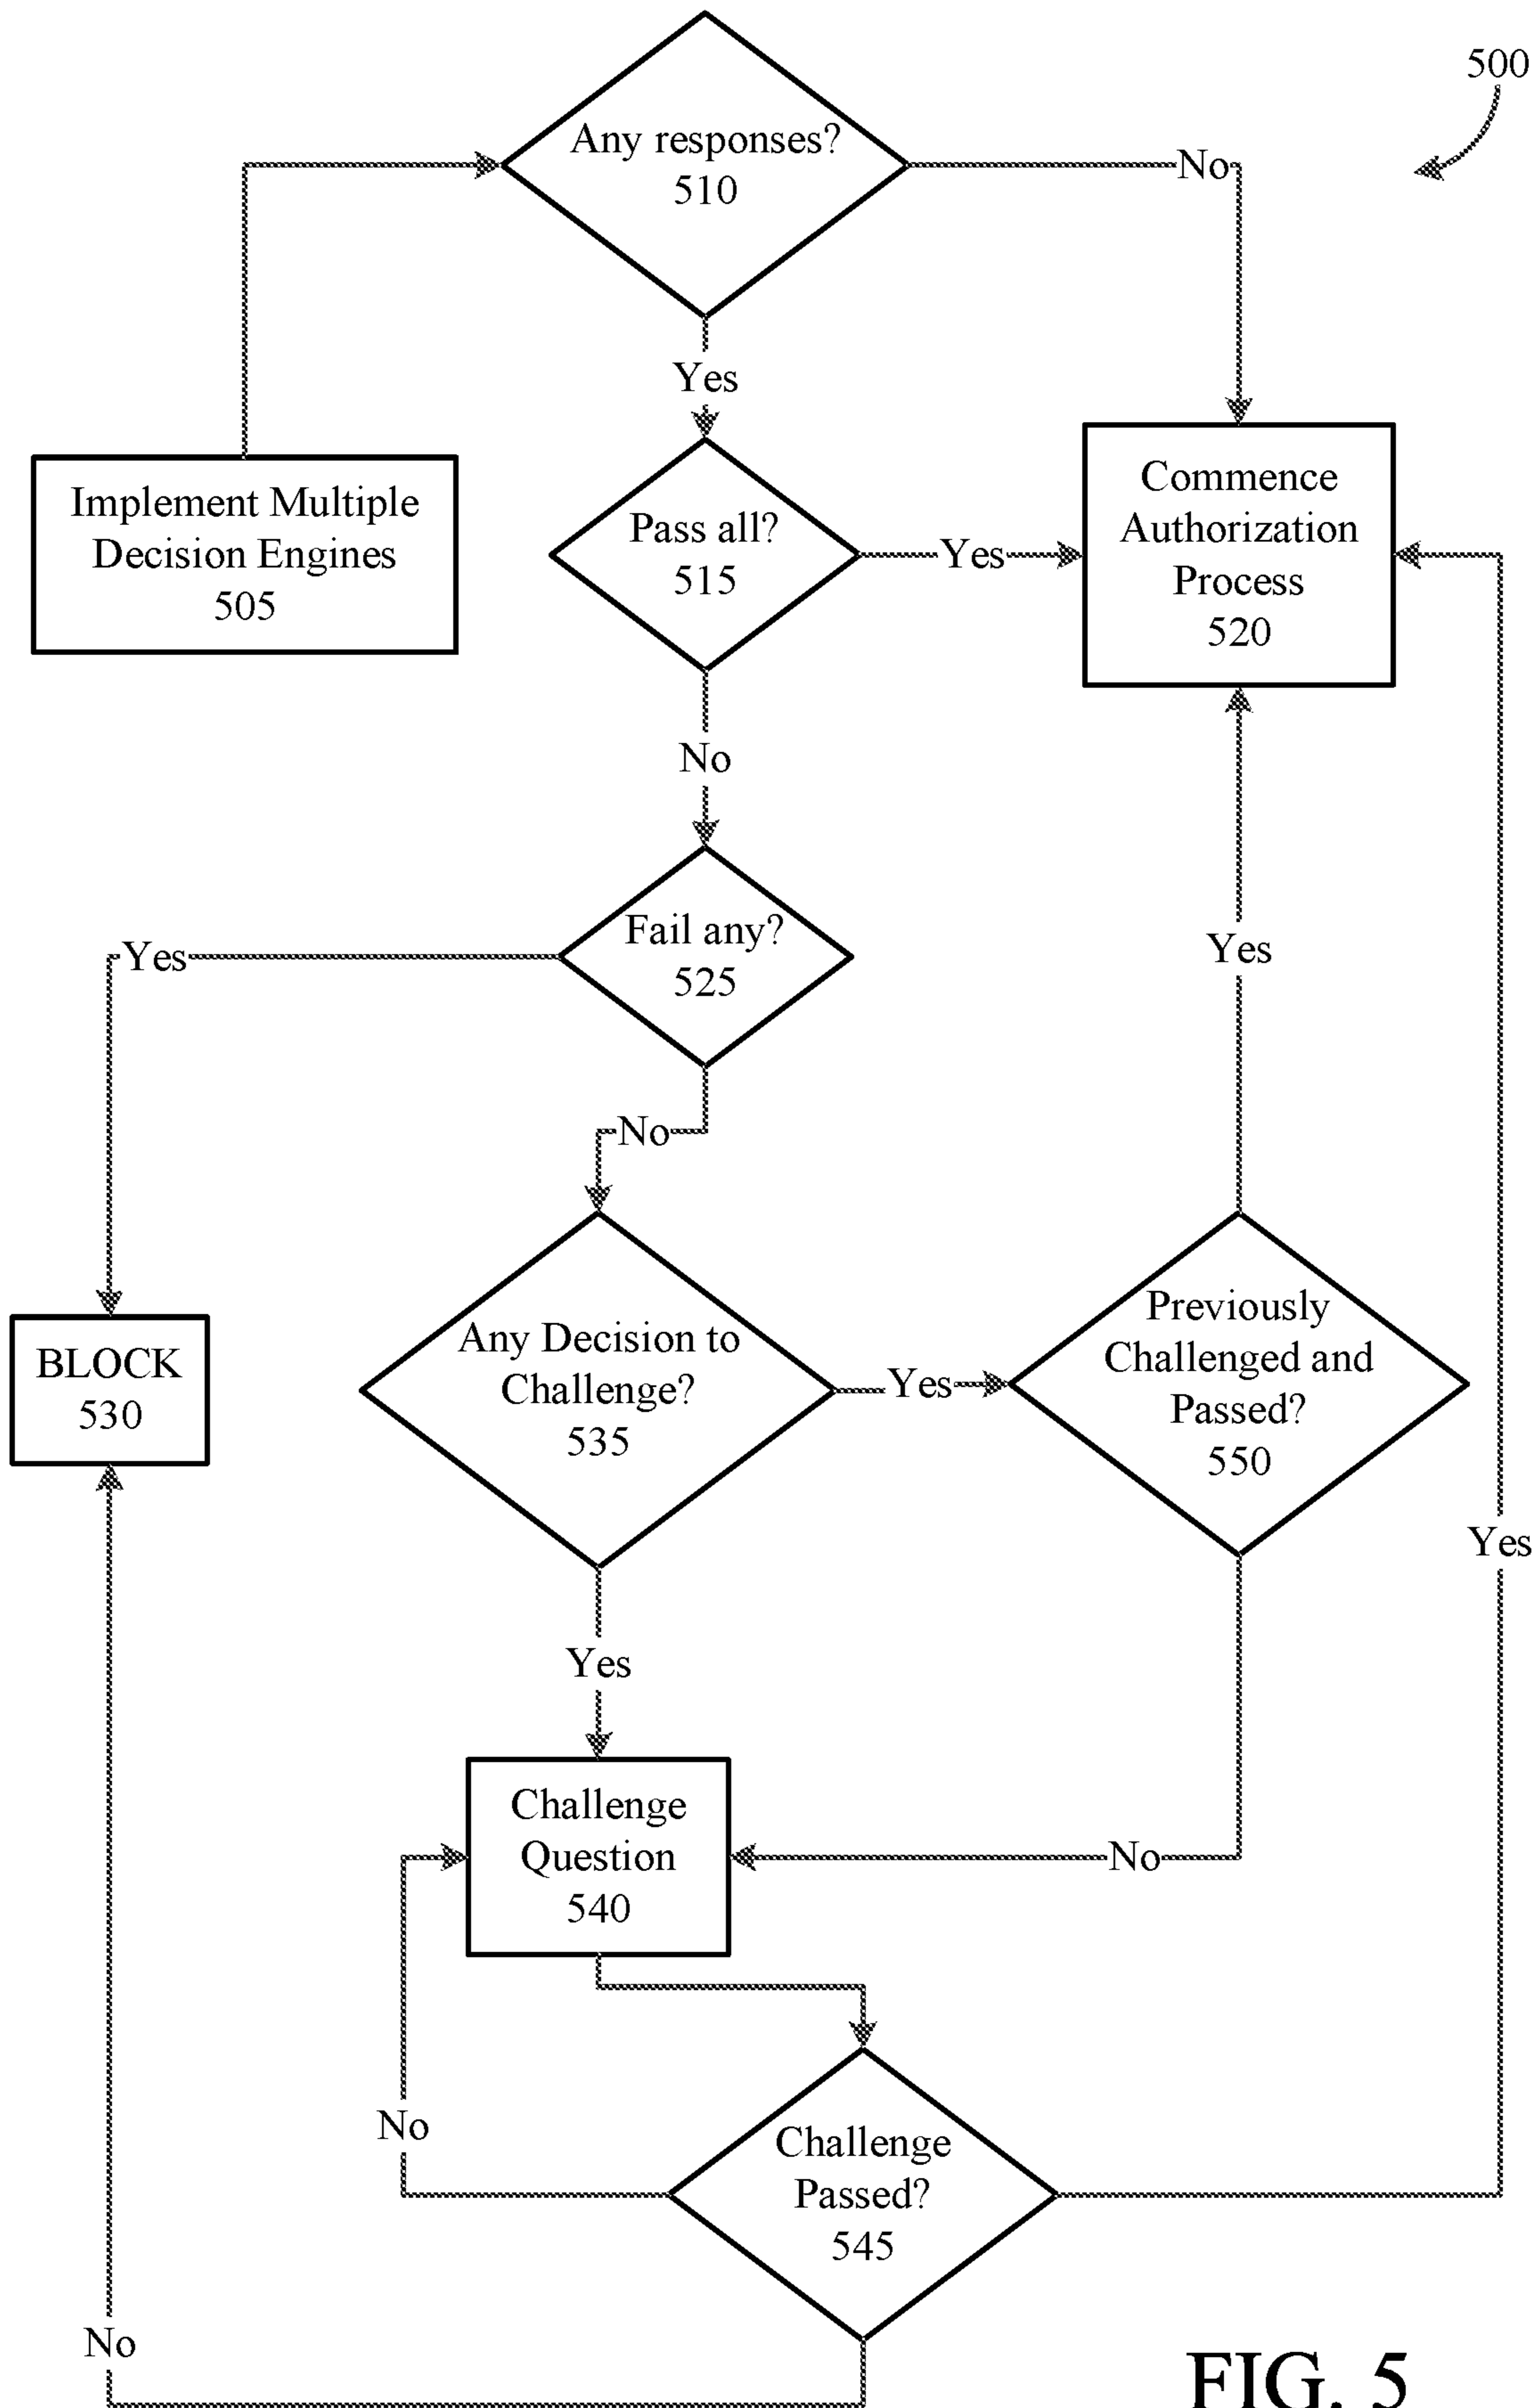 500
Any responses?
510
No
Yes
Implement Multiple
Decision Engines
505
Pass all?
515
Yes
Commence
Authorization
Process
520
No
Fail any?
525
Yes
Yes
No
BLOCK
530
Any Decision to
Challenge?
535
Yes
Previously
Challenged and
Passed?
550
Yes
Yes
Challenge
Question
540
No
No
Challenge
Passed?
545
No
FIG. 5